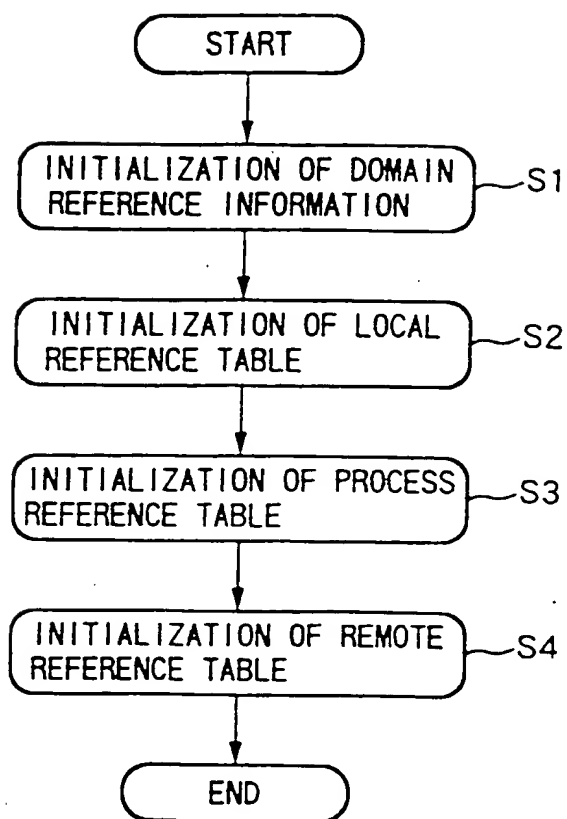 START
INITIALIZATION OF DOMAIN
REFERENCE INFORMATION
S1
INITIALIZATION OF LOCAL
REFERENCE TABLE
S2
INITIALIZATION OF PROCESS
REFERENCE TABLE
S3
INITIALIZATION OF REMOTE
REFERENCE TABLE
S4
END